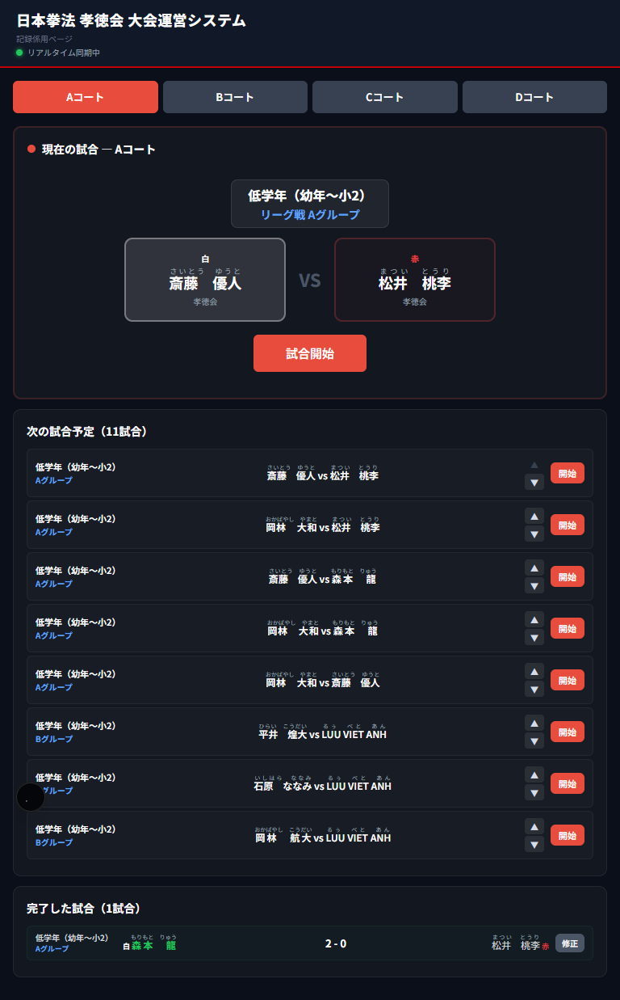 日本拳法 孝徳会 大会運営システム
記録係用ページ
リアルタイム同期中
Aコート
Bコート
Cコート
Dコート
現在の試合 — Aコート
低学年（幼年〜小2）
リーグ戦 Aグループ
白
さいとう ゆうと
斎藤 優人
孝徳会
VS
赤
まつい とうり
松井 桃李
孝徳会
試合開始
次の試合予定（11試合）
低学年（幼年〜小2）
Aグループ
さいとう ゆうと まつい とうり
斎藤 優人 vs 松井 桃李
▲
▼
開始
低学年（幼年〜小2）
Aグループ
おかばやし やまと まつい とうり
岡林 大和 vs 松井 桃李
▲
▼
開始
低学年（幼年〜小2）
Aグループ
さいとう ゆうと もりもと りゅう
斎藤 優人 vs 森本 龍
▲
▼
開始
低学年（幼年〜小2）
Aグループ
おかばやし やまと もりもと りゅう
岡林 大和 vs 森本 龍
▲
▼
開始
低学年（幼年〜小2）
Aグループ
おかばやし やまと さいとう ゆうと
岡林 大和 vs 斎藤 優人
▲
▼
開始
低学年（幼年〜小2）
Bグループ
ひらい こうだい るぅ べと あん
平井 煌大 vs LUU VIET ANH
▲
▼
開始
低学年（幼年〜小2）
グループ
いしはら ななみ るぅ べと あん
石原 ななみ vs LUU VIET ANH
▲
▼
開始
低学年（幼年〜小2）
Bグループ
おかばやし こうだい るぅ べと あん
岡林 航大 vs LUU VIET ANH
▲
▼
開始
完了した試合（1試合）
低学年（幼年〜小2）
Aグループ
もりもと りゅう
白 森本 龍
2 - 0
まつい とうり
松井 桃李 赤
修正